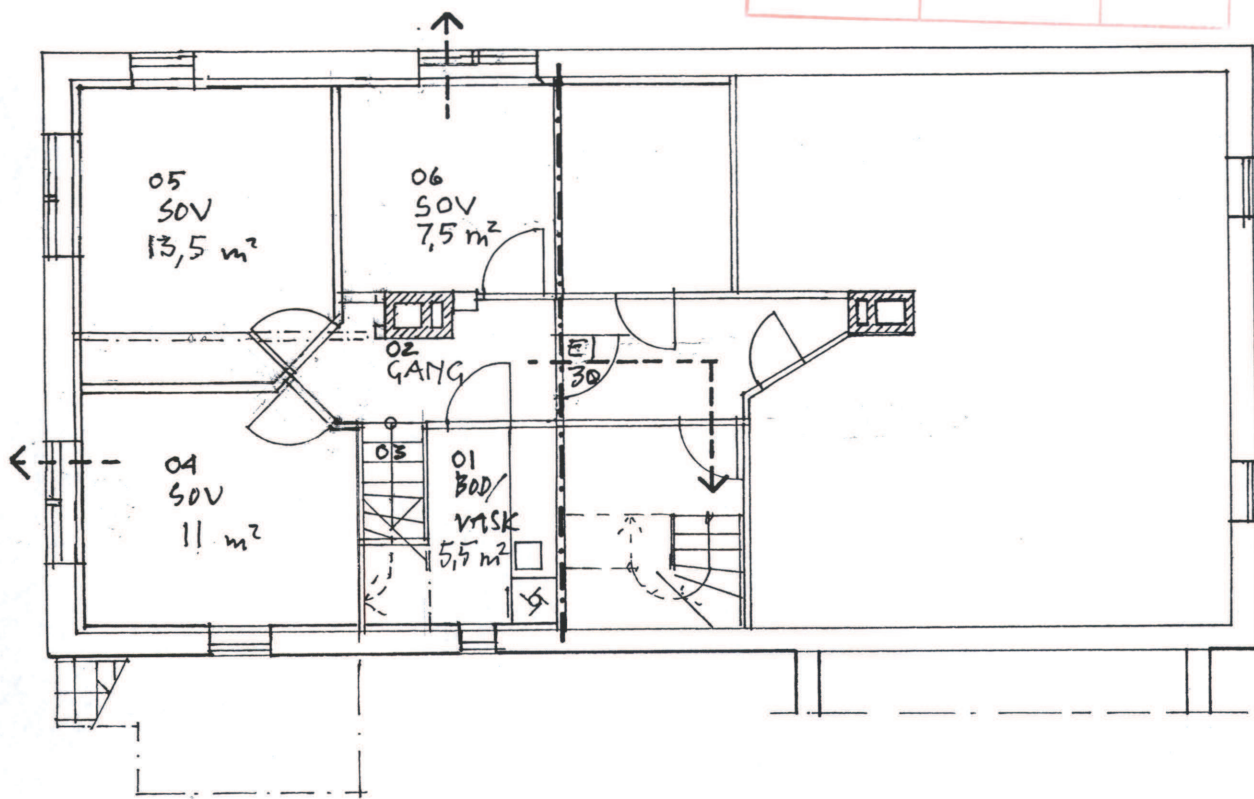 05
SOV
13,5 m²
06
SOV
7,5 m²
02
GANG
E
30
04
SOV
11 m²
03
01
BOD/
VASK
5,5 m²